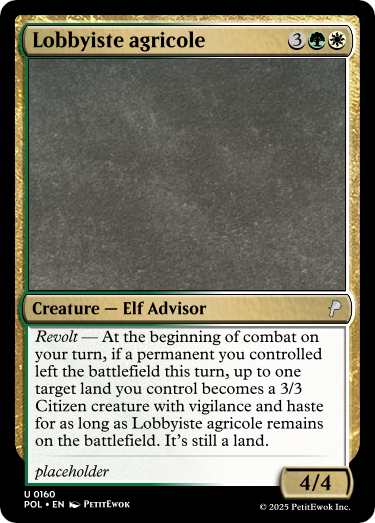 Lobbyiste agricole 3
Creature — Elf Advisor
Revolt — At the beginning of combat on
your turn, if a permanent you controlled
left the battlefield this turn, up to one
target land you control becomes a 3/3
Citizen creature with vigilance and haste
for as long as Lobbyiste agricole remains
on the battlefield. It's still a land.
placeholder
4/4
U 0160
POL • EN PetitEwok
© 2025 PetitEwok Inc.